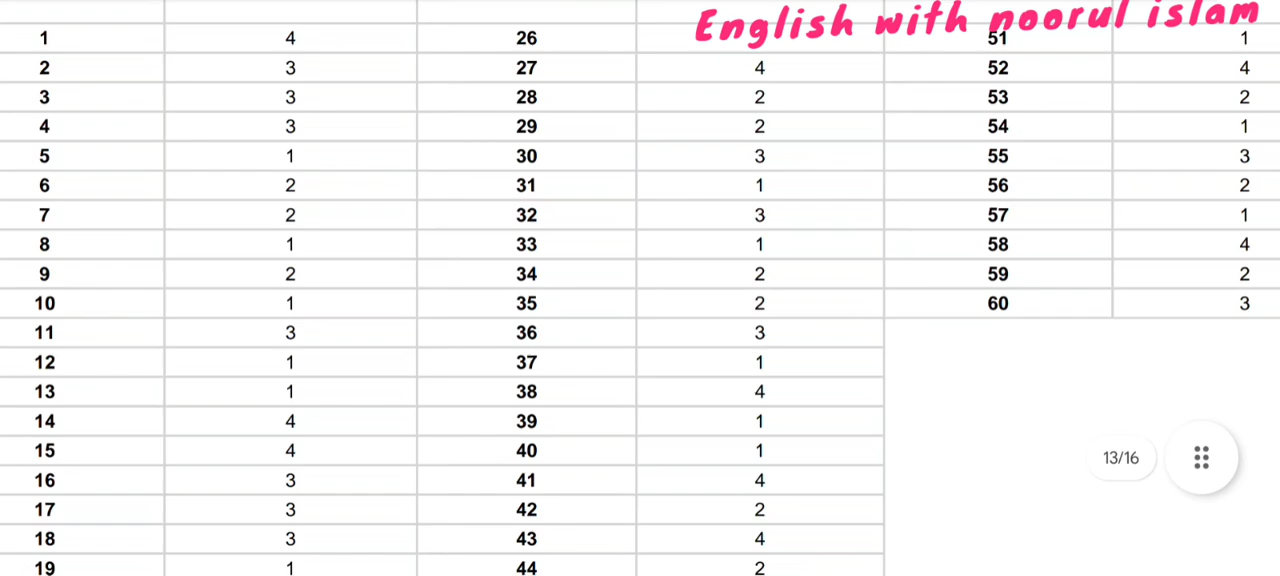 English with noorul islam
1 4 26 51 1
2 3 27 4 52 4
3 3 28 2 53 2
4 3 29 2 54 1
5 1 30 3 55 3
6 2 31 1 56 2
7 2 32 3 57 1
8 1 33 1 58 4
9 2 34 2 59 2
10 1 35 2 60 3
11 3 36 3
12 1 37 1
13 1 38 4
14 4 39 1
15 4 40 1
16 3 41 4
17 3 42 2
18 3 43 4
19 1 44 2
13/16